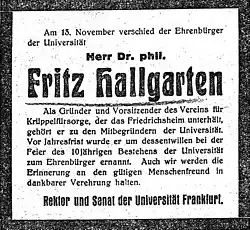 Am 15. November verschied der Ehrenbürger
der Universität
Herr Dr. phil.
Fritz Hallgarten
Als Gründer und Vorsitzender des Vereins für
Krüppelfürsorge, der das Friedrichsheim unterhält,
gehört er zu den Mitbegründern der Universität.
Vor Jahresfrist wurde er um dessentwillen bei der
Feier des 10jährigen Bestehens der Universität
zum Ehrenbürger ernannt. Auch wir werden die
Erinnerung an den gütigen Menschenfreund in
dankbarer Verehrung halten.
Rektor und Senat der Universität Frankfurt.